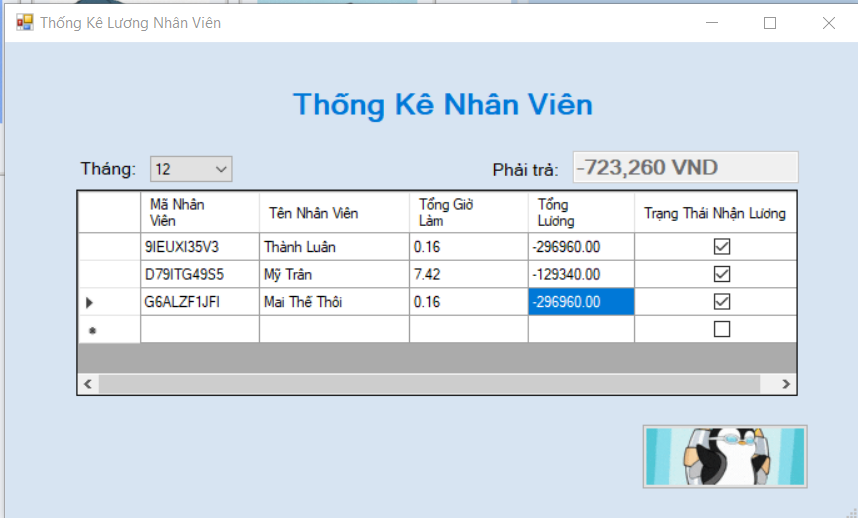 Thống Kê Lương Nhân Viên
Thống Kê Nhân Viên
Tháng: 12 Phải trả: -723,260 VND
Mã Nhân Viên Tên Nhân Viên Tổng Giờ Làm Tổng Lương Trạng Thái Nhận Lương
9IEUXI35V3 Thành Luân 0.16 -296960.00
D79ITG49S5 Mỹ Trân 7.42 -129340.00
G6ALZF1JFI Mai Thế Thôi 0.16 -296960.00